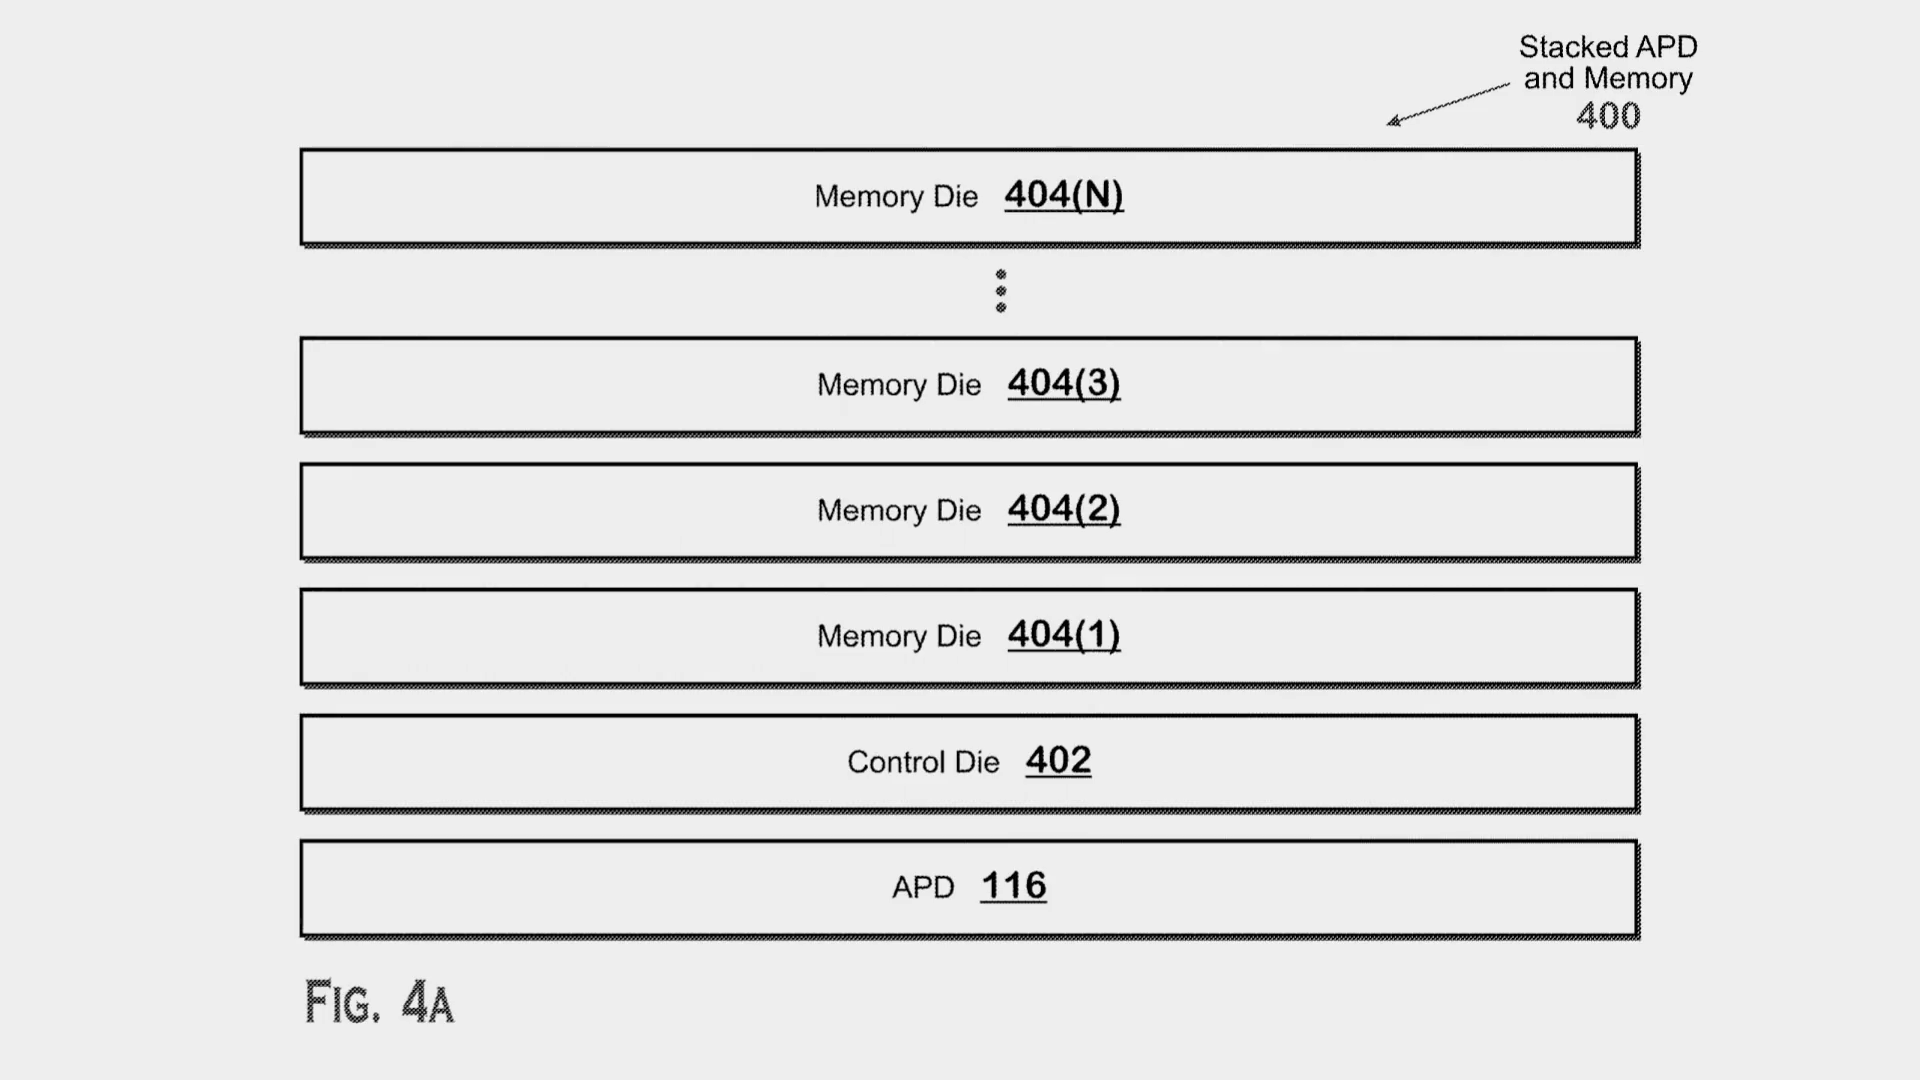 Stacked APD
and Memory
400
Memory Die 404(N)
Memory Die 404(3)
Memory Die 404(2)
Memory Die 404(1)
Control Die 402
APD 116
FIG. 4A